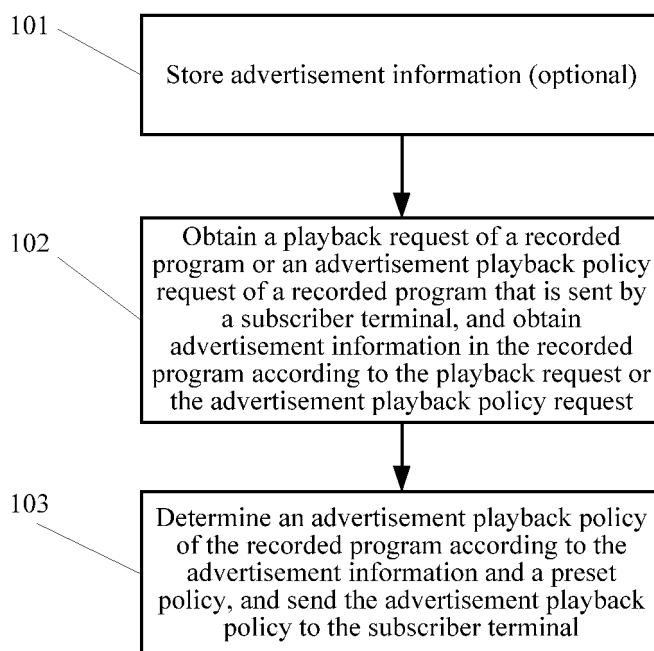 101
Store advertisement information (optional)
102
Obtain a playback request of a recorded
program or an advertisement playback policy
request of a recorded program that is sent by
a subscriber terminal, and obtain
advertisement information in the recorded
program according to the playback request or
the advertisement playback policy request
103
Determine an advertisement playback policy
of the recorded program according to the
advertisement information and a preset
policy, and send the advertisement playback
policy to the subscriber terminal